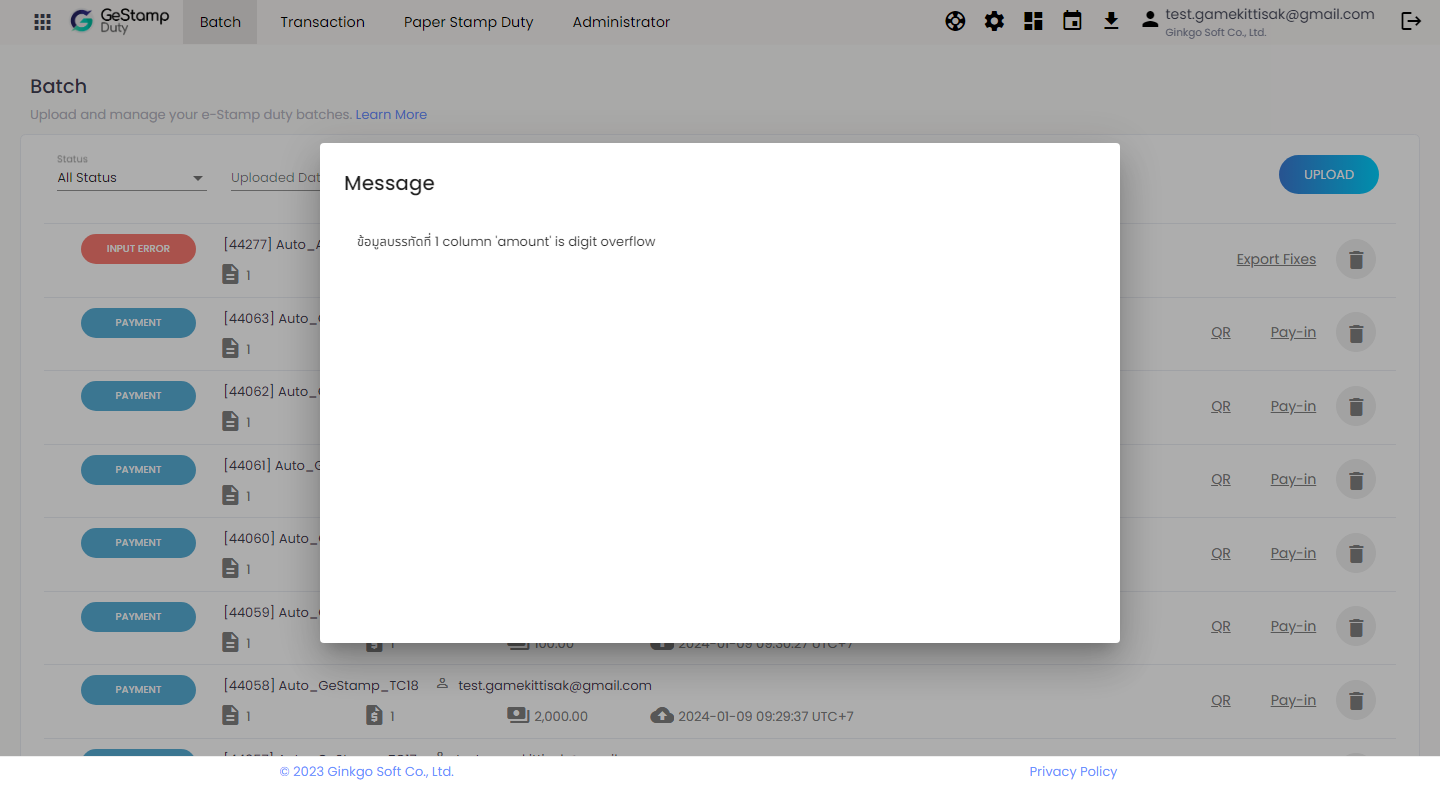 GeStamp
Duty
Batch
Transaction
Paper Stamp Duty
Administrator
test.gamekittisak@gmail.com
Ginkgo Soft Co., Ltd.
Batch
Upload and manage your e-Stamp duty batches. Learn More
Status
All Status
Uploaded Dat
UPLOAD
Message
ข้อมูลบรรทัดที่ 1 column 'amount' is digit overflow
INPUT ERROR
[44277] Auto_
1
Export Fixes
PAYMENT
[44063] Auto_
1
QR
Pay-in
PAYMENT
[44062] Auto_
1
QR
Pay-in
PAYMENT
[44061] Auto_
1
QR
Pay-in
PAYMENT
[44060] Auto_
1
QR
Pay-in
PAYMENT
[44059] Auto_
1
1
100.00
2024-01-09 09:30:27 UTC+7
QR
Pay-in
PAYMENT
[44058] Auto_GeStamp_TC18
test.gamekittisak@gmail.com
1
1
2,000.00
2024-01-09 09:29:37 UTC+7
QR
Pay-in
© 2023 Ginkgo Soft Co., Ltd.
Privacy Policy